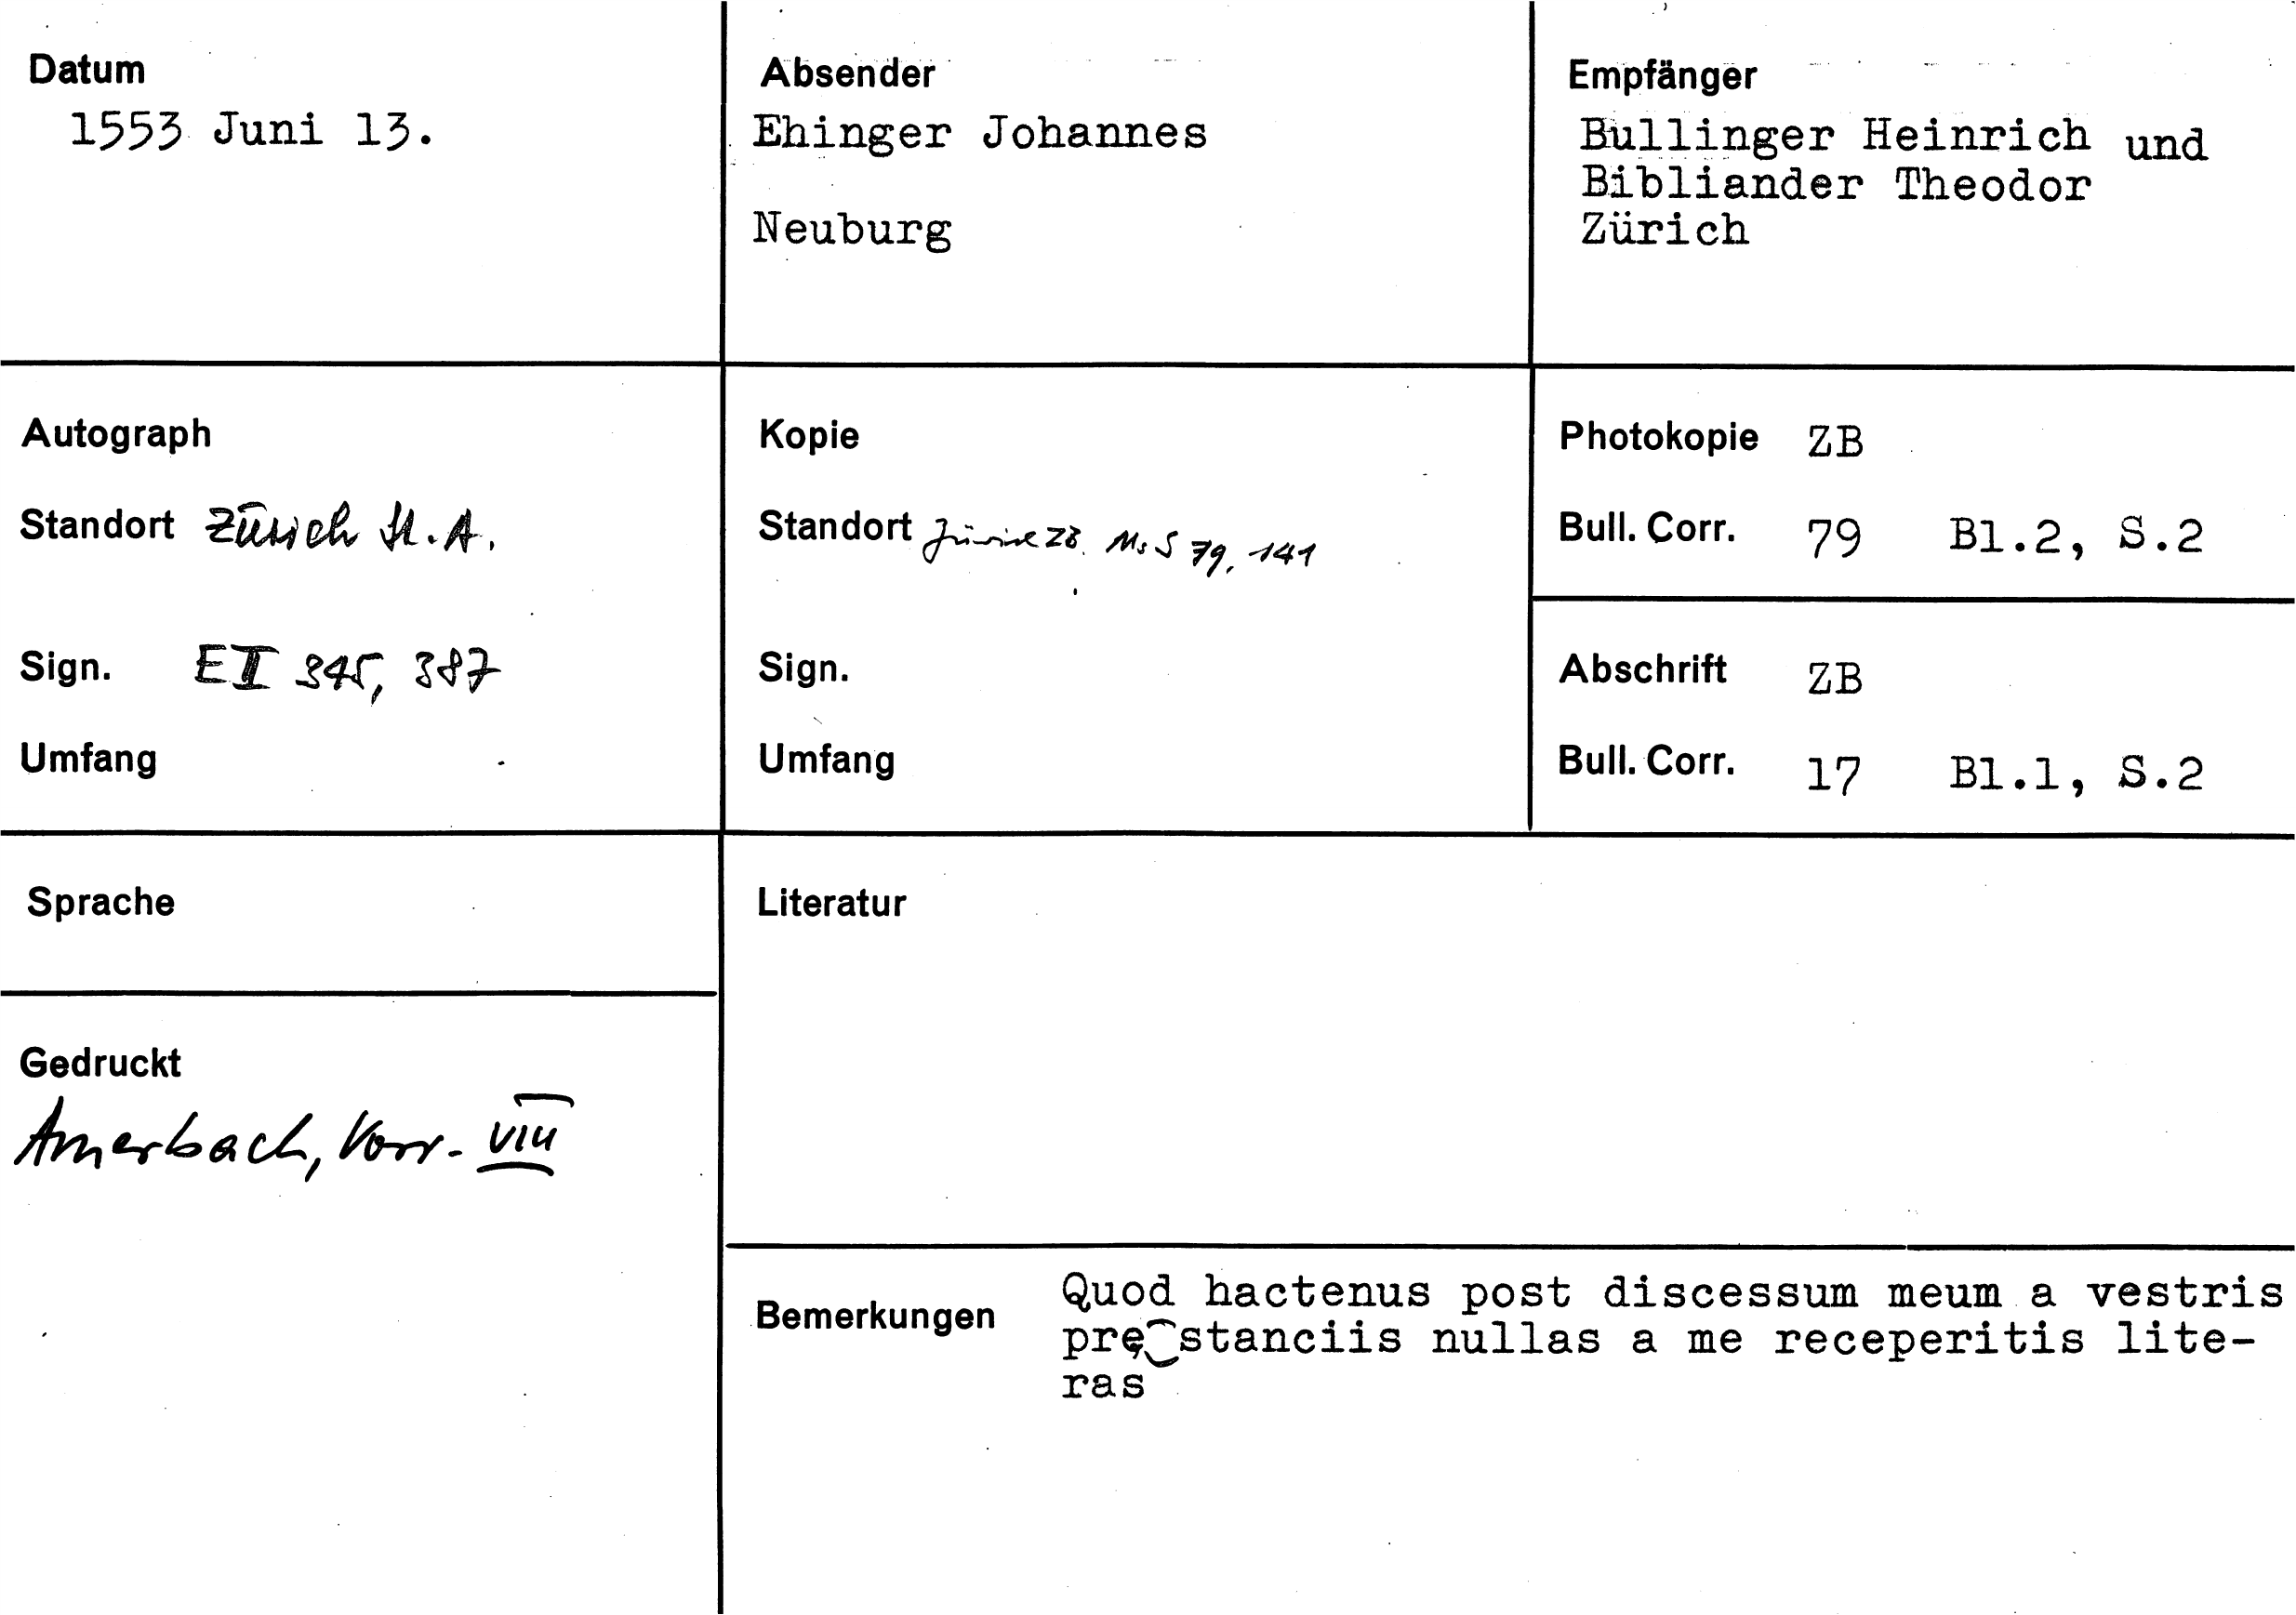 Datum
1553 Juni 13.
Absender
Ehinger Johannes
Neuburg
Empfänger
Bullinger Heinrich und
Bibliander Theodor
Zürich
Autograph
Standort Zürich St.A.
Sign. E II 345, 387
Umfang
Kopie
Standort Zürich ZB. Ms S 79, 141
Sign.
Umfang
Photokopie ZB
Bull. Corr. 79 Bl.2, S.2
Abschrift ZB
Bull. Corr. 17 Bl.1, S.2
Sprache
Gedruckt
Amerbach, Korr. VIII
Literatur
Bemerkungen
Quod hactenus post discessum meum a vestris
pręstanciis nullas a me receperitis lite-
ras